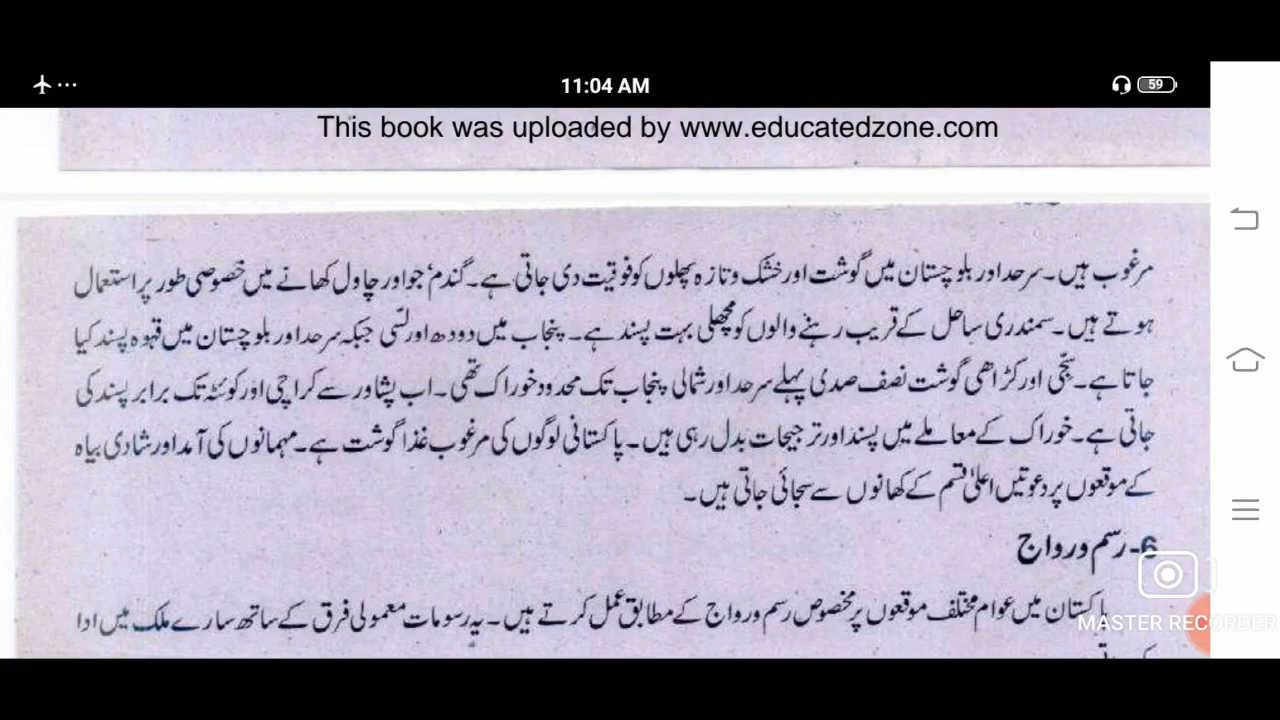 11:04 AM
59
This book was uploaded by www.educatedzone.com
مرغوب ہیں۔ سرحد اور بلوچستان میں گوشت اور خشک و تازہ پھلوں کو فوقیت دی جاتی ہے۔ گندم، جو اور چاول کھانے میں خصوصی طور پر استعمال
ہوتے ہیں۔ سمندری ساحل کے قریب رہنے والوں کو مچھلی بہت پسند ہے۔ پنجاب میں دودھ اور لسّی جبکہ سرحد اور بلوچستان میں قہوہ پسند کیا
جاتا ہے۔ سجّی اور کڑاھی گوشت نصف صدی پہلے سرحد اور شمالی پنجاب تک محدود خوراک تھی۔ اب پشاور سے کراچی اور کوئٹہ تک برابر پسند کی
جاتی ہے۔ خوراک کے معاملے میں پسند اور ترجیحات بدل رہی ہیں۔ پاکستانی لوگوں کی مرغوب غذا گوشت ہے۔ مہمانوں کی آمد اور شادی بیاہ
کے موقعوں پر دعوتیں اعلیٰ قسم کے کھانوں سے سجائی جاتی ہیں۔
6- رسم و رواج
پاکستان میں عوام مختلف موقعوں پر مخصوص رسم و رواج کے مطابق عمل کرتے ہیں۔ یہ رسومات معمولی فرق کے ساتھ سارے ملک میں ادا
MASTER RECORDER